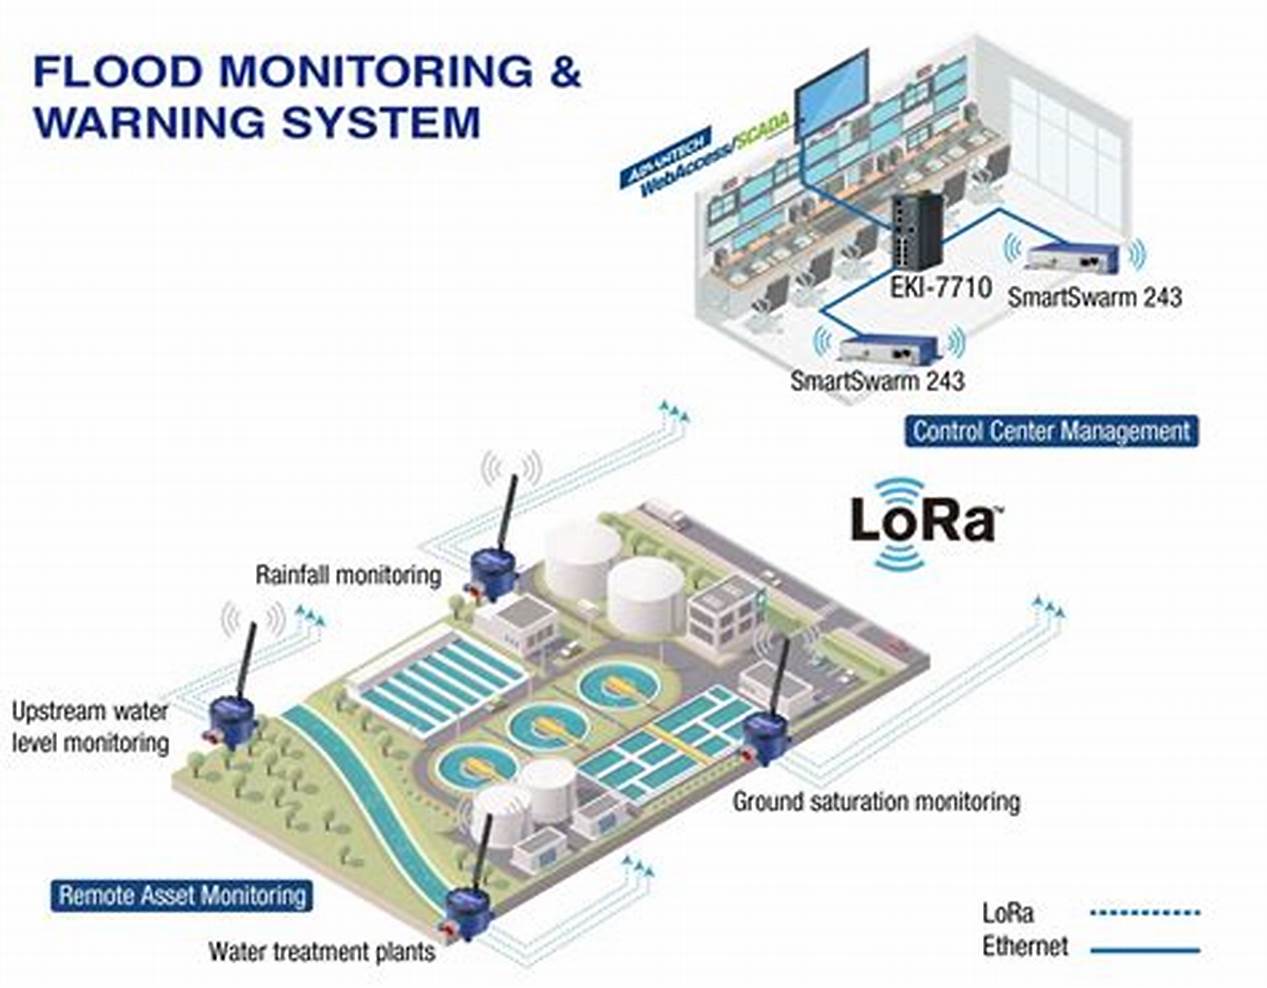 FLOOD MONITORING &
WARNING SYSTEM
ADVANTECH
WebAccess/SCADA
EKI-7710
SmartSwarm 243
SmartSwarm 243
Control Center Management
LoRa™
Rainfall monitoring
Upstream water
level monitoring
Ground saturation monitoring
Remote Asset Monitoring
Water treatment plants
LoRa
Ethernet